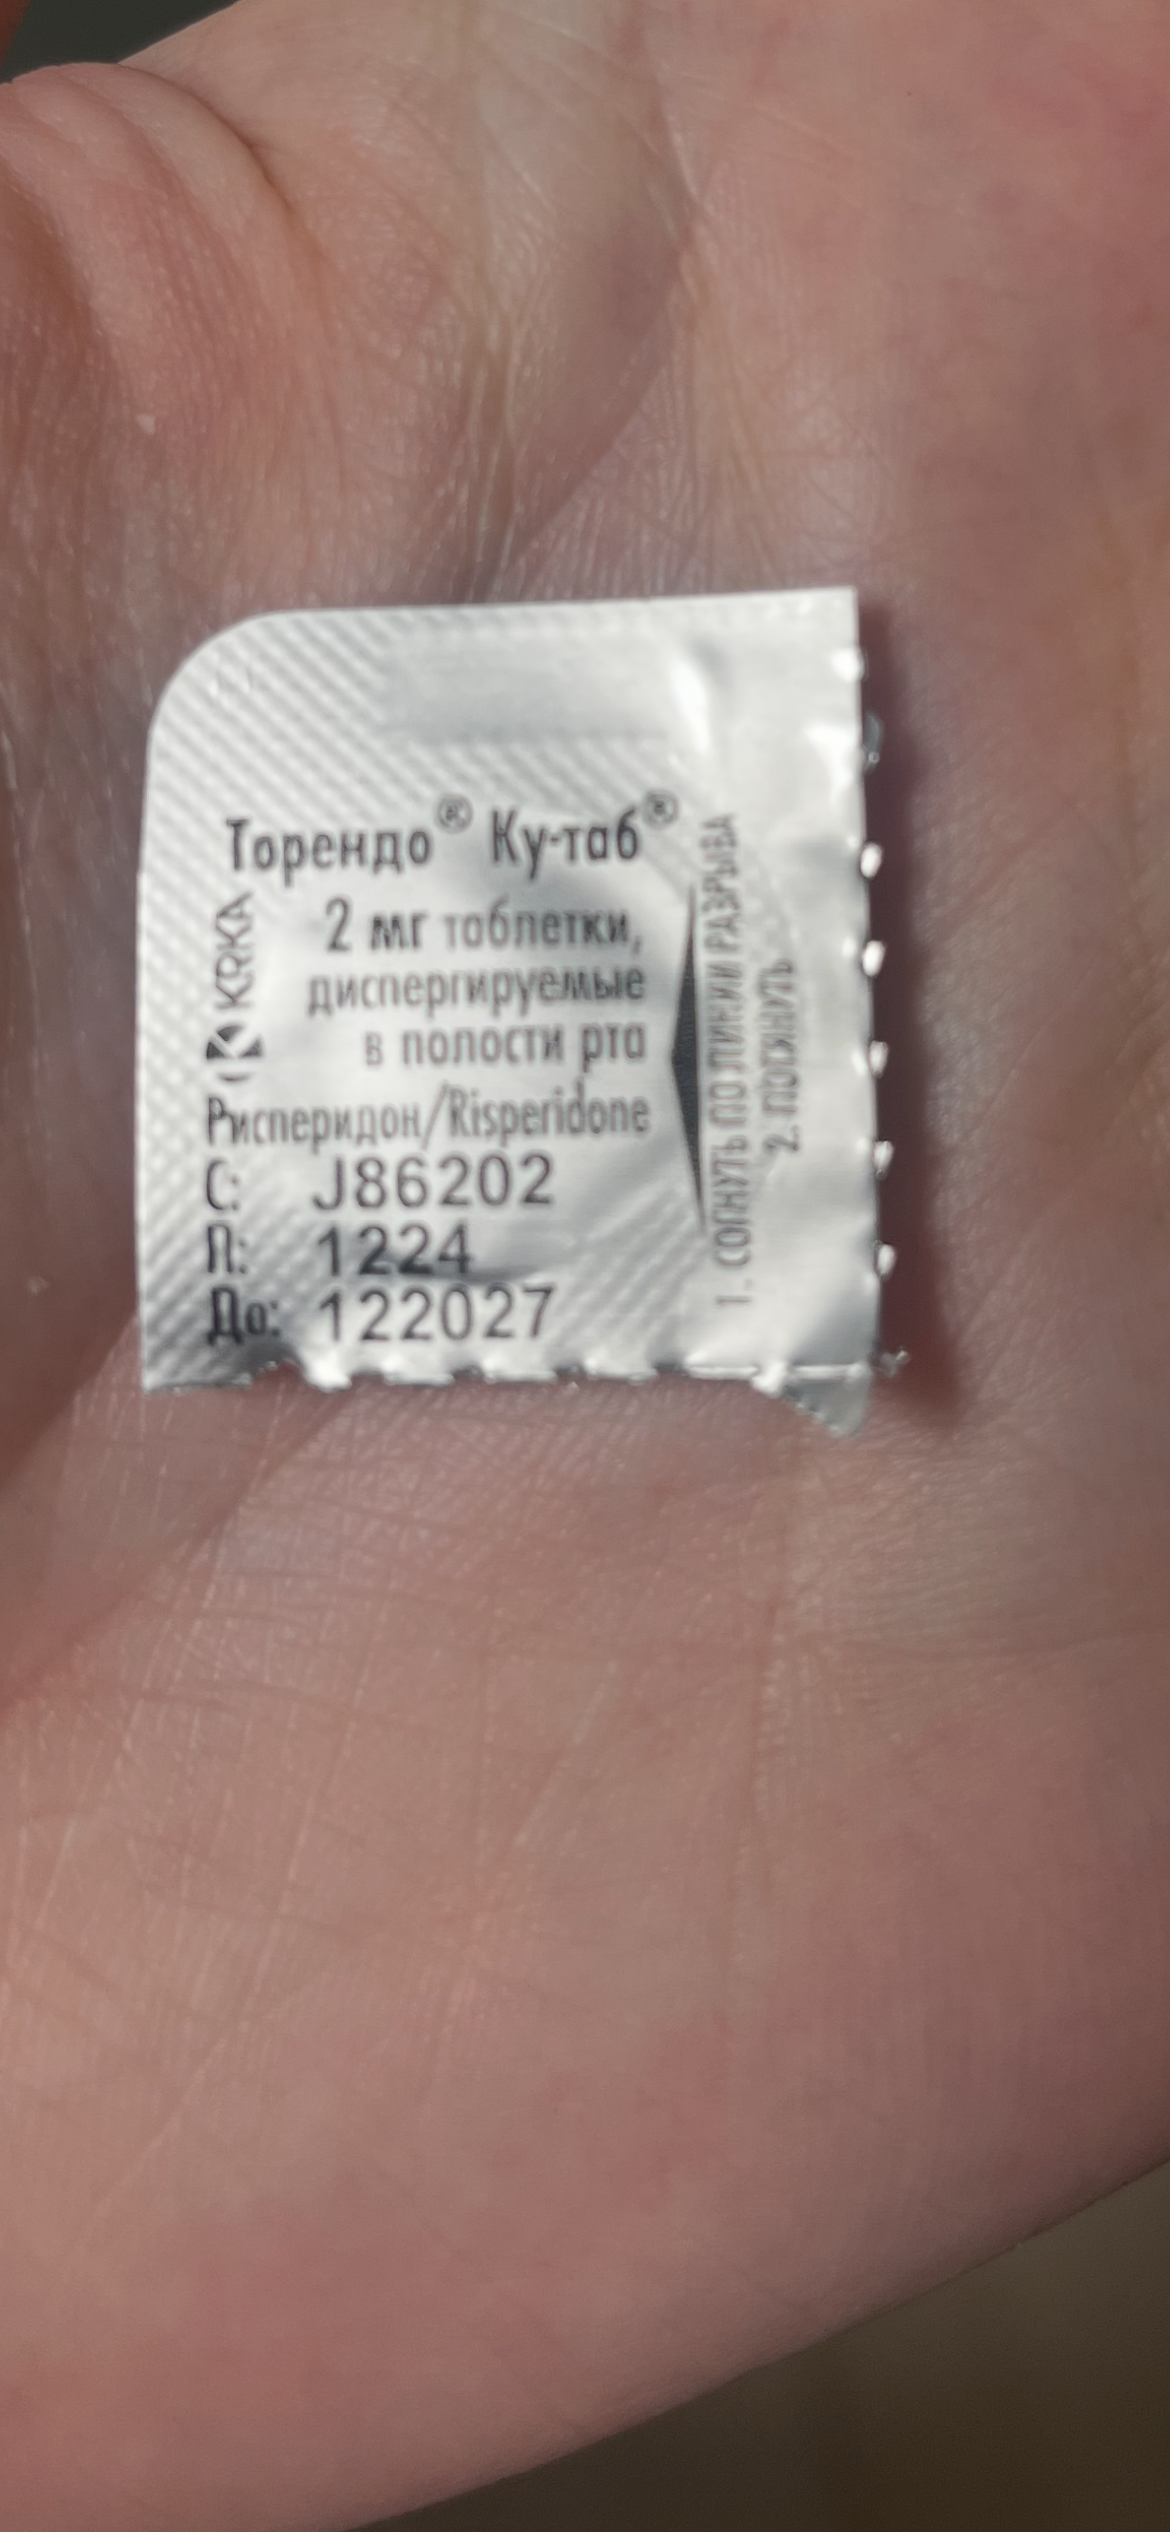 Торендо® Ку-таб®
2 мг таблетки,
диспергируемые
в полости рта
Рисперидон/Risperidone
С: J86202
П: 1224
До: 122027
KRKA
1. СОГНУТЬ ПО ЛИНИИ РАЗРЫВА
2. ПОТЯНУТЬ